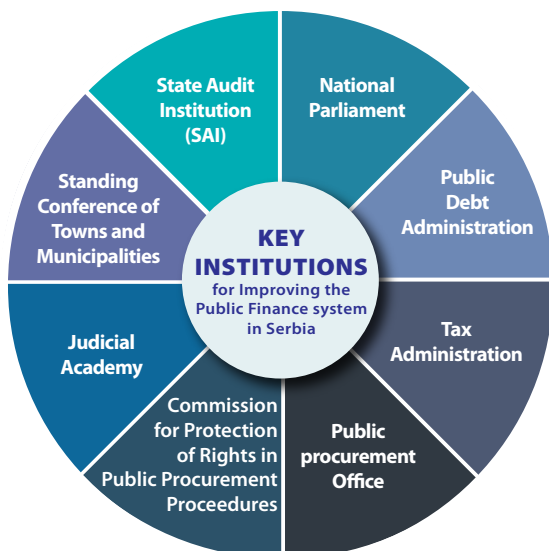 KEY
INSTITUTIONS
for Improving the
Public Finance system
in Serbia
National
Parliament
Public
Debt
Administration
Tax
Administration
Public
procurement
Office
Commission
for Protection
of Rights in
Public Procurement
Proceedures
Judicial
Academy
Standing
Conference of
Towns and
Municipalities
State Audit
Institution
(SAI)